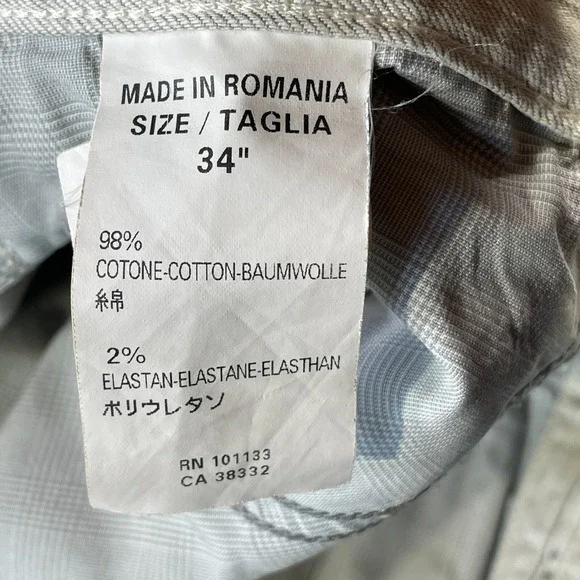 MADE IN ROMANIA
SIZE / TAGLIA
34"
98%
COTONE-COTTON-BAUMWOLLE
綿
2%
ELASTAN-ELASTANE-ELASTHAN
ポリウレタン
RN 101133
CA 38332